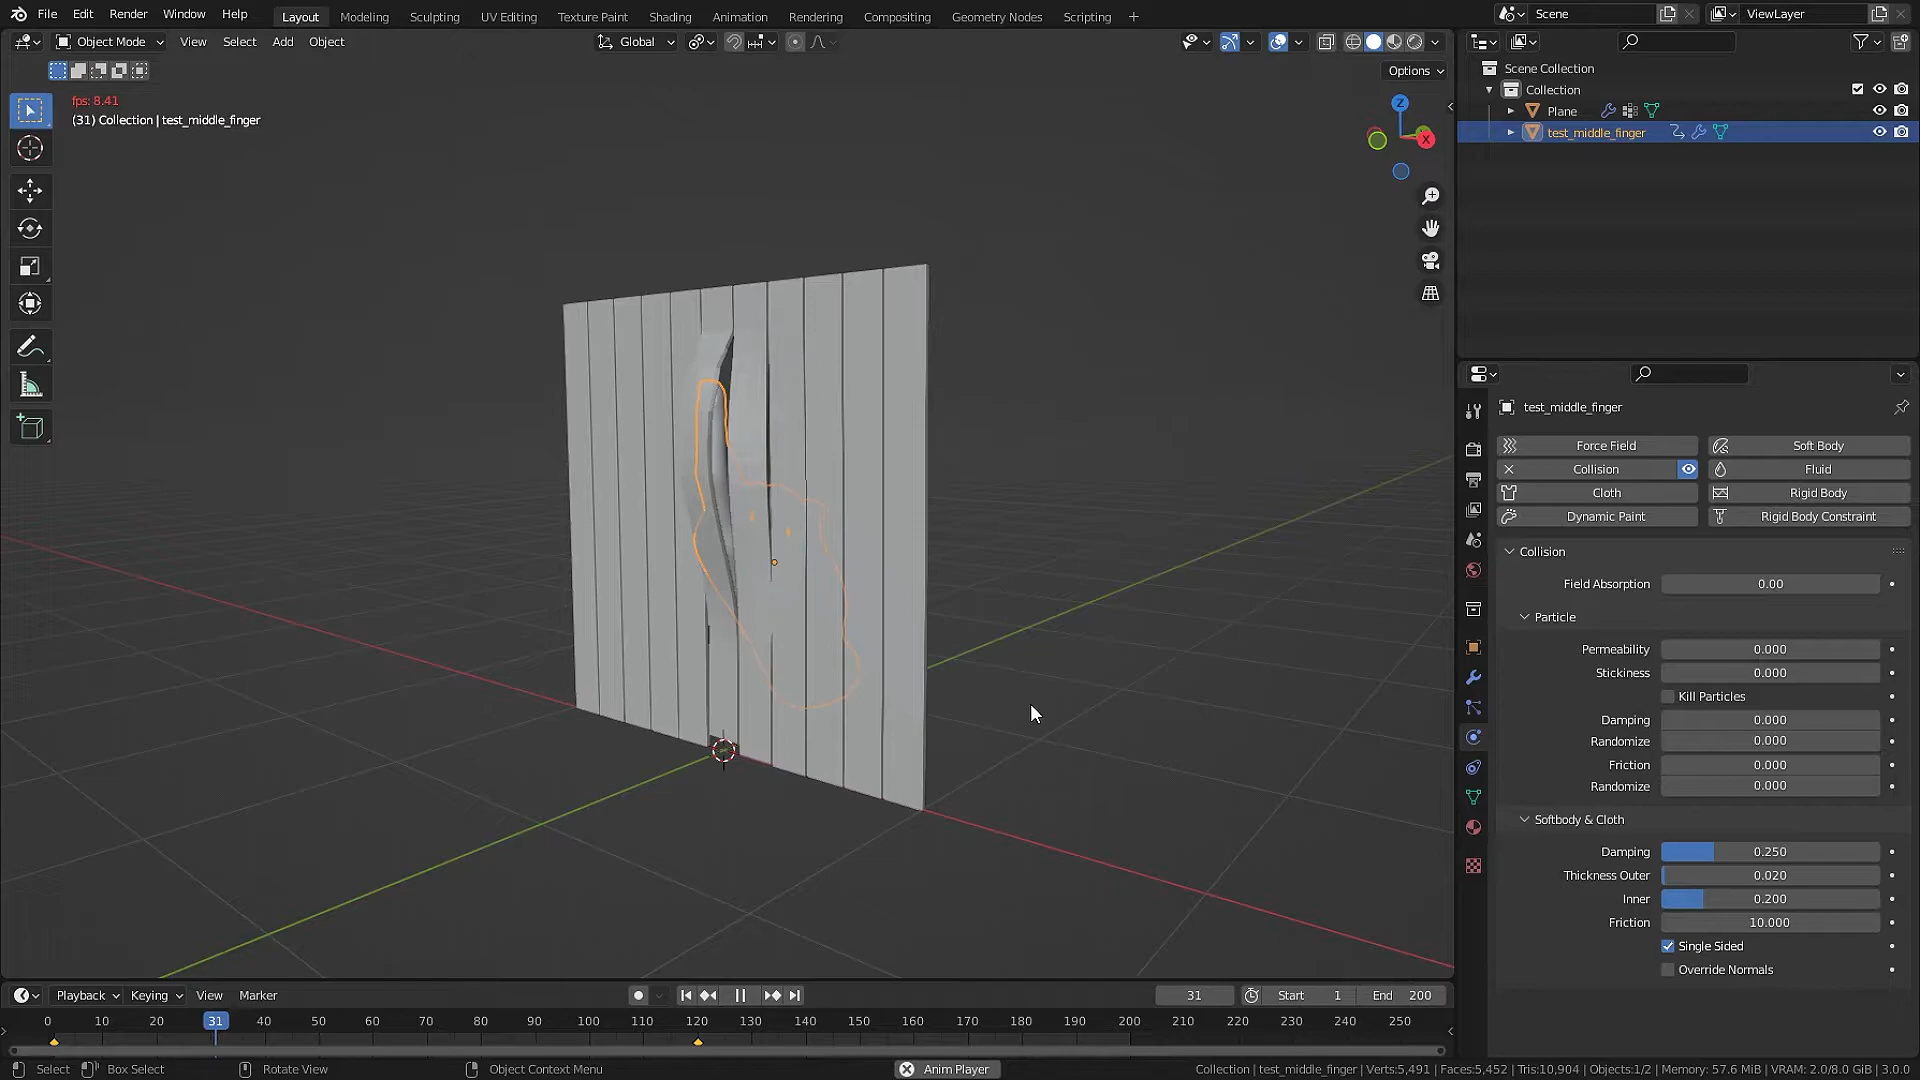 File Edit Render Window Help Layout Modeling Sculpting UV Editing Texture Paint Shading Animation Rendering Compositing Geometry Nodes Scripting + Scene ViewLayer
Object Mode View Select Add Object Global
Options
fps: 8.41
(31) Collection | test_middle_finger
Z
X
Scene Collection
Collection
Plane
test_middle_finger
test_middle_finger
Force Field Soft Body
Collision Fluid
Cloth Rigid Body
Dynamic Paint Rigid Body Constraint
Collision
Field Absorption 0.00
Particle
Permeability 0.000
Stickiness 0.000
Kill Particles
Damping 0.000
Randomize 0.000
Friction 0.000
Randomize 0.000
Softbody & Cloth
Damping 0.250
Thickness Outer 0.020
Inner 0.200
Friction 10.000
Single Sided
Override Normals
Playback Keying View Marker 31 Start 1 End 200
0 10 20 31 40 50 60 70 80 90 100 110 120 130 140 150 160 170 180 190 200 210 220 230 240 250
Select Box Select Rotate View Object Context Menu Anim Player Collection | test_middle_finger | Verts:5,491 | Faces:5,452 | Tris:10,904 | Objects:1/2 | Memory: 57.6 MiB | VRAM: 2.0/8.0 GiB | 3.0.0